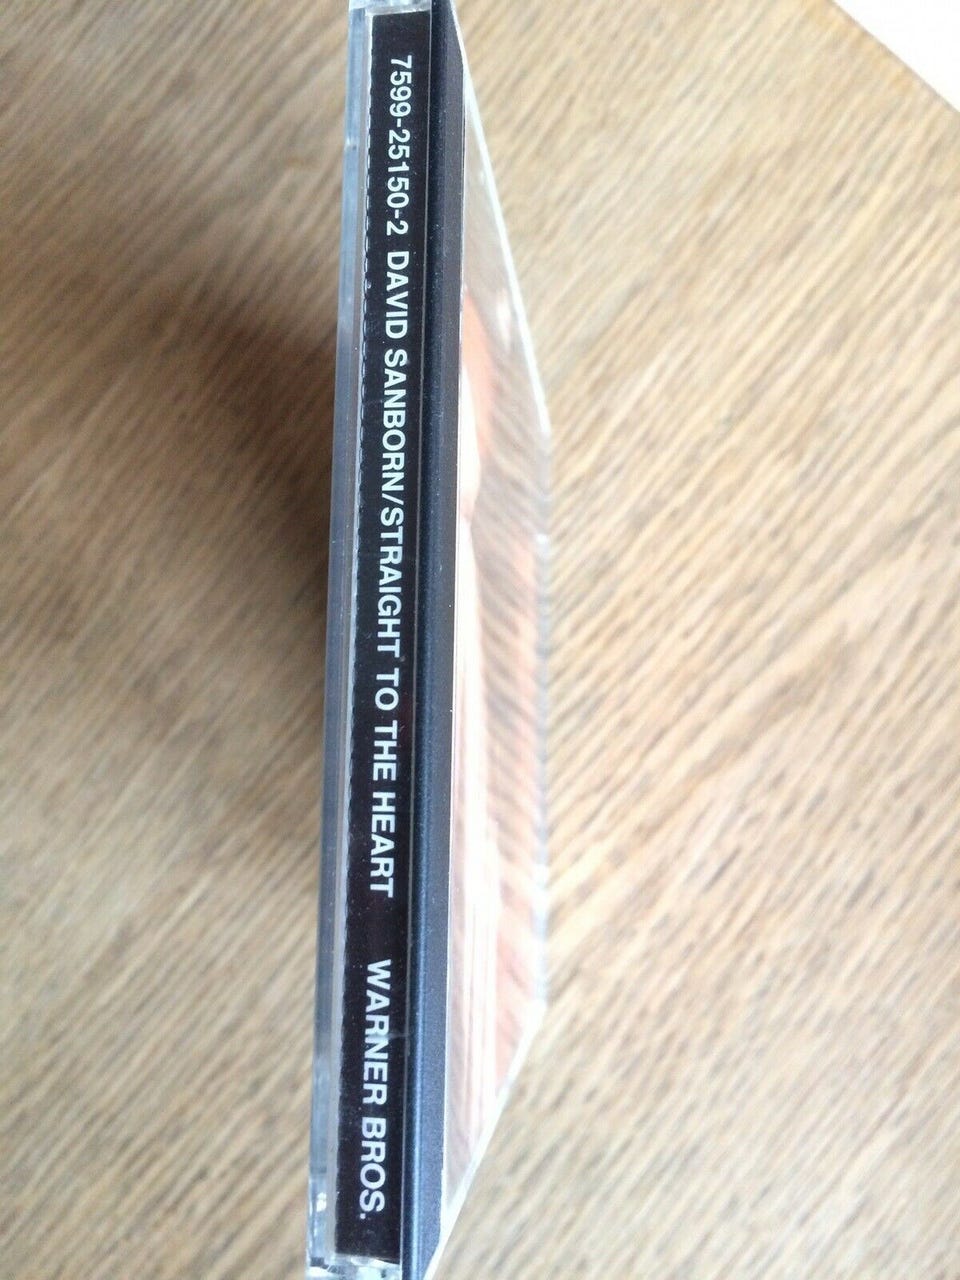 7599-25150-2 DAVID SANBORN/STRAIGHT TO THE HEART WARNER BROS.